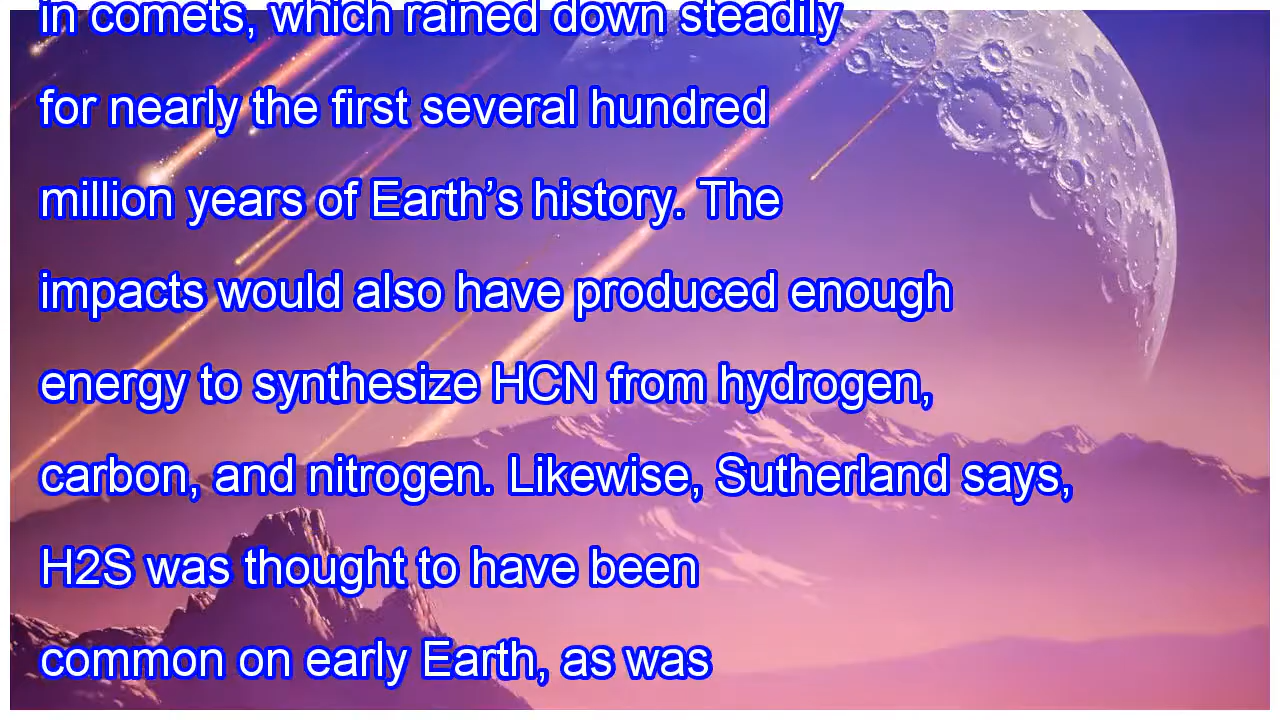 in comets, which rained down steadily
for nearly the first several hundred
million years of Earth’s history. The
impacts would also have produced enough
energy to synthesize HCN from hydrogen,
carbon, and nitrogen. Likewise, Sutherland says,
H2S was thought to have been
common on early Earth, as was